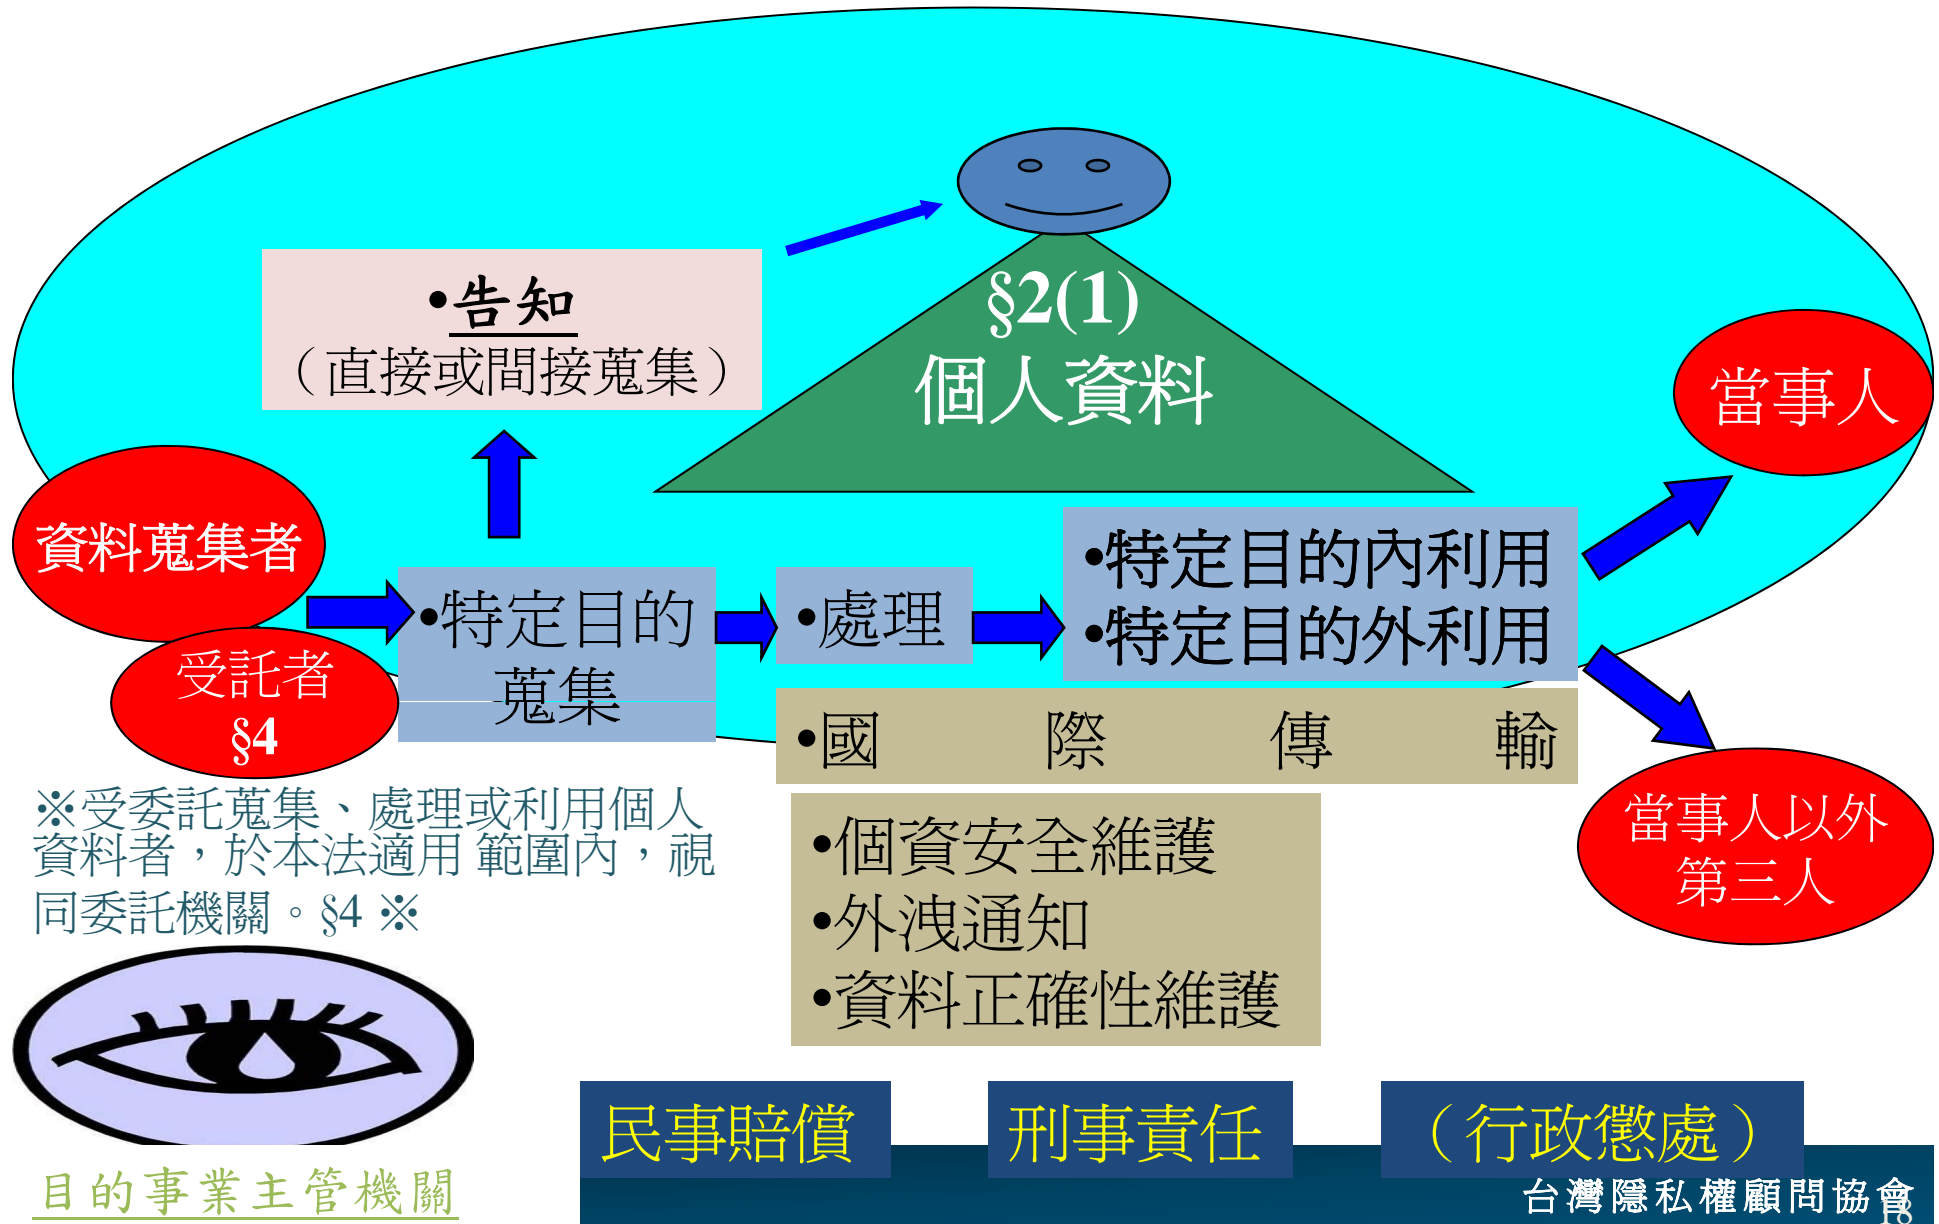 •告知
（直接或間接蒐集）
§2(1)
個人資料
當事人
資料蒐集者
受託者
§4
•特定目的
蒐集
•處理
•特定目的內利用
•特定目的外利用
•國際傳輸
當事人以外
第三人
※受委託蒐集、處理或利用個人
資料者，於本法適用 範圍內，視
同委託機關。§4 ※
•個資安全維護
•外洩通知
•資料正確性維護
民事賠償
刑事責任
（行政懲處）
目的事業主管機關
台灣隱私權顧問協會
18